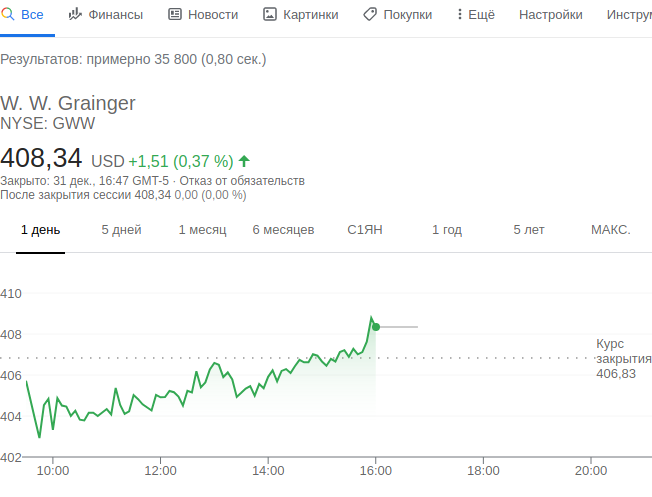 Все Финансы Новости Картинки Покупки Ещё Настройки Инстру
Результатов: примерно 35 800 (0,80 сек.)
W. W. Grainger
NYSE: GWW
408,34 USD +1,51 (0,37 %)
Закрыто: 31 дек., 16:47 GMT-5 · Отказ от обязательств
После закрытия сессии 408,34 0,00 (0,00 %)
1 день 5 дней 1 месяц 6 месяцев С1ЯН 1 год 5 лет МАКС.
410
408
Курс
закрытия
406,83
406
404
402
10:00 12:00 14:00 16:00 18:00 20:00